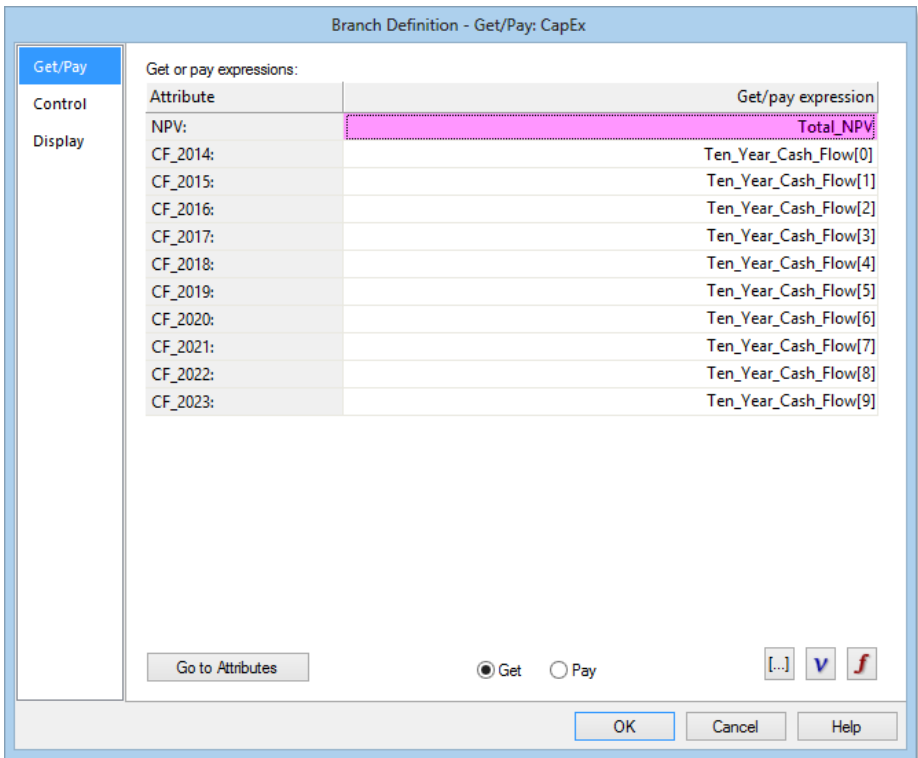 Branch Definition - Get/Pay: CapEx
Get/Pay
Control
Display
Get or pay expressions:
Attribute Get/pay expression
NPV: Total_NPV
CF_2014: Ten_Year_Cash_Flow[0]
CF_2015: Ten_Year_Cash_Flow[1]
CF_2016: Ten_Year_Cash_Flow[2]
CF_2017: Ten_Year_Cash_Flow[3]
CF_2018: Ten_Year_Cash_Flow[4]
CF_2019: Ten_Year_Cash_Flow[5]
CF_2020: Ten_Year_Cash_Flow[6]
CF_2021: Ten_Year_Cash_Flow[7]
CF_2022: Ten_Year_Cash_Flow[8]
CF_2023: Ten_Year_Cash_Flow[9]
Go to Attributes Get Pay [...] v f
OK Cancel Help